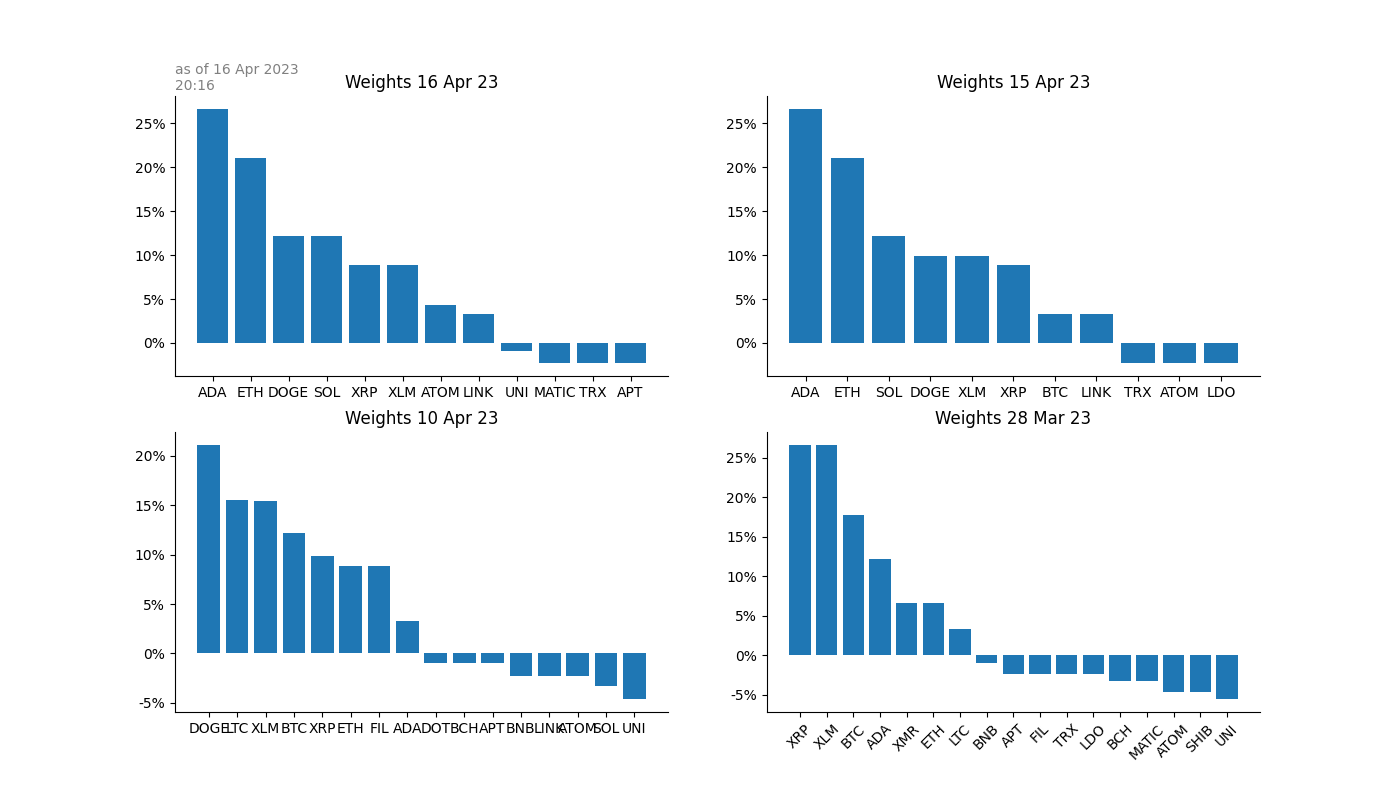 as of 16 Apr 2023
20:16
Weights 16 Apr 23
25%
20%
15%
10%
5%
0%
ADA ETH DOGE SOL XRP XLM ATOM LINK UNI MATIC TRX APT
Weights 15 Apr 23
25%
20%
15%
10%
5%
0%
ADA ETH SOL DOGE XLM XRP BTC LINK TRX ATOM LDO
Weights 10 Apr 23
20%
15%
10%
5%
0%
-5%
DOGE LTC XLM BTC XRP ETH FIL ADA DOT BCH APT BNB LINK ATOM SOL UNI
Weights 28 Mar 23
25%
20%
15%
10%
5%
0%
-5%
XRP XLM BTC ADA XMR ETH LTC BNB APT FIL TRX LDO BCH MATIC ATOM SHIB UNI